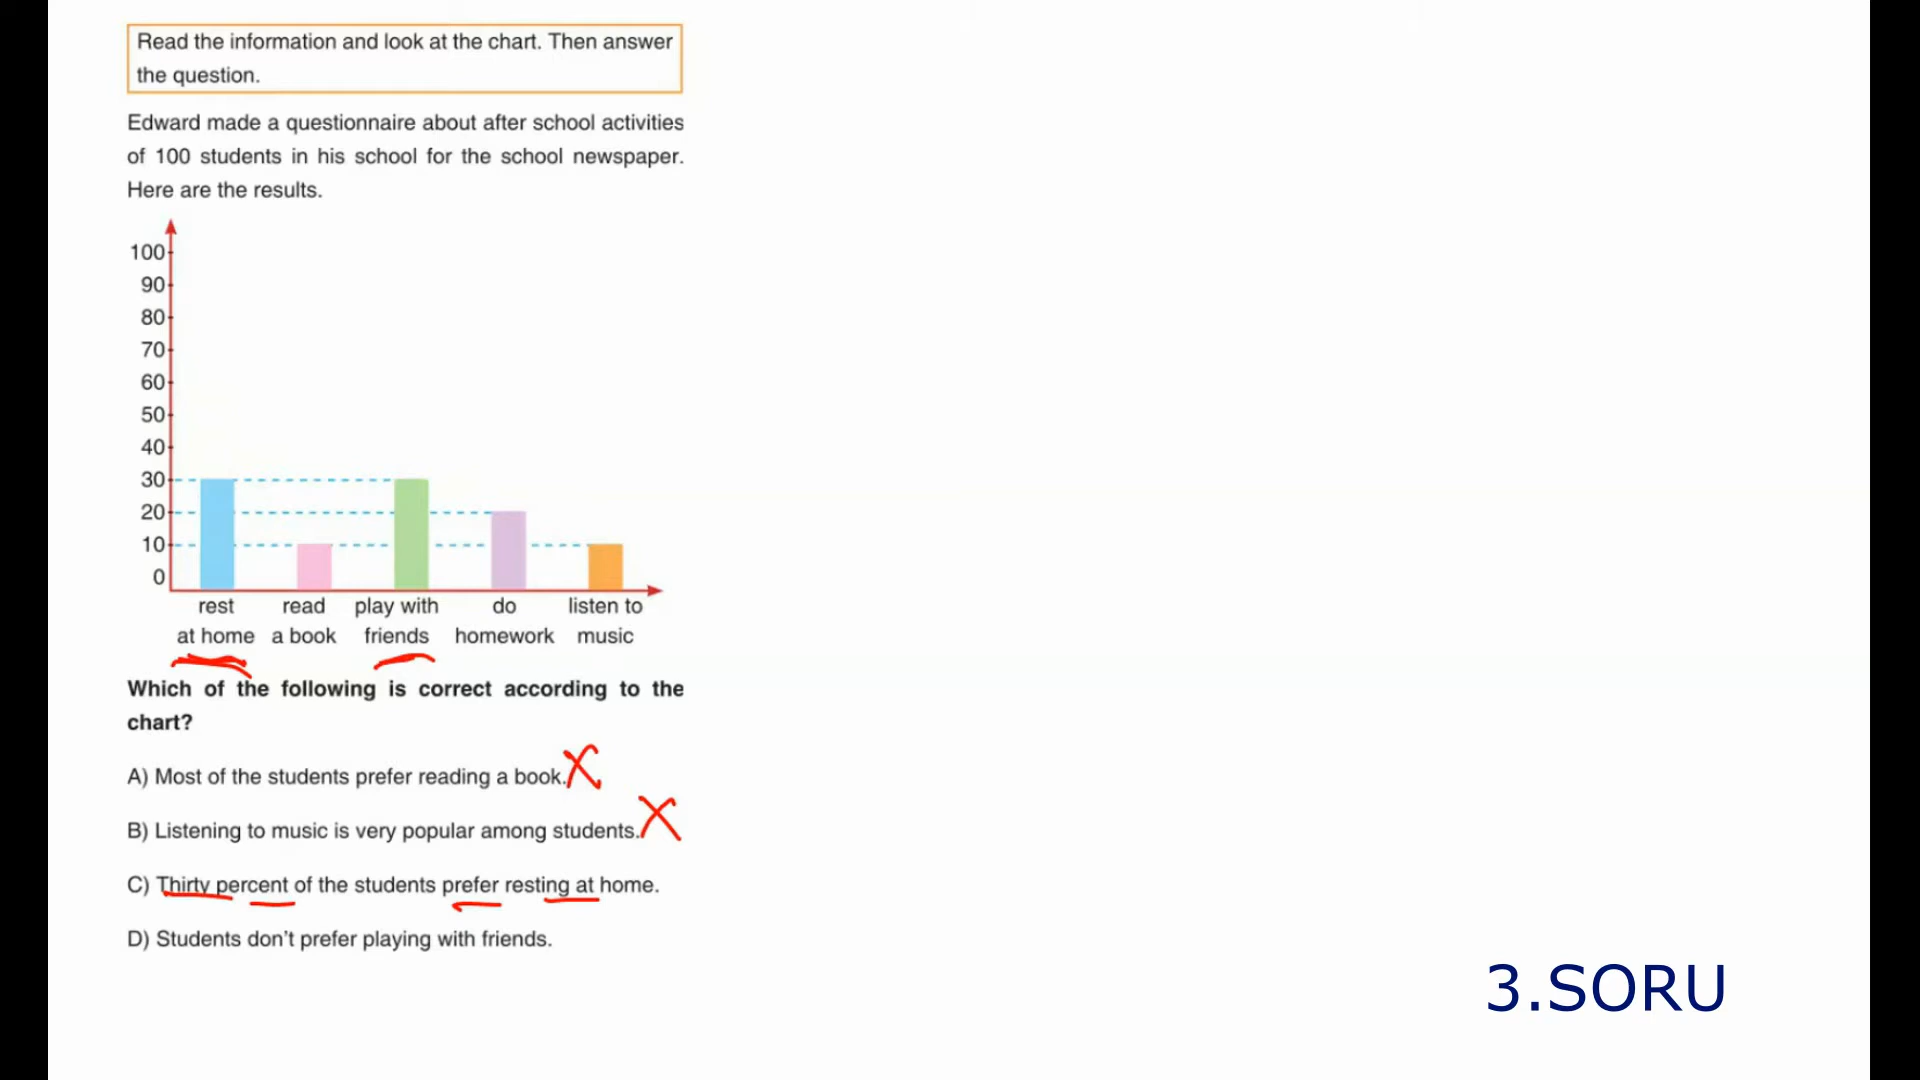 Read the information and look at the chart. Then answer
the question.
Edward made a questionnaire about after school activities
of 100 students in his school for the school newspaper.
Here are the results.
100
90
80
70
60
50
40
30
20
10
0
rest read play with do listen to
at home a book friends homework music
Which of the following is correct according to the
chart?
A) Most of the students prefer reading a book.
B) Listening to music is very popular among students.
C) Thirty percent of the students prefer resting at home.
D) Students don't prefer playing with friends.
3.SORU